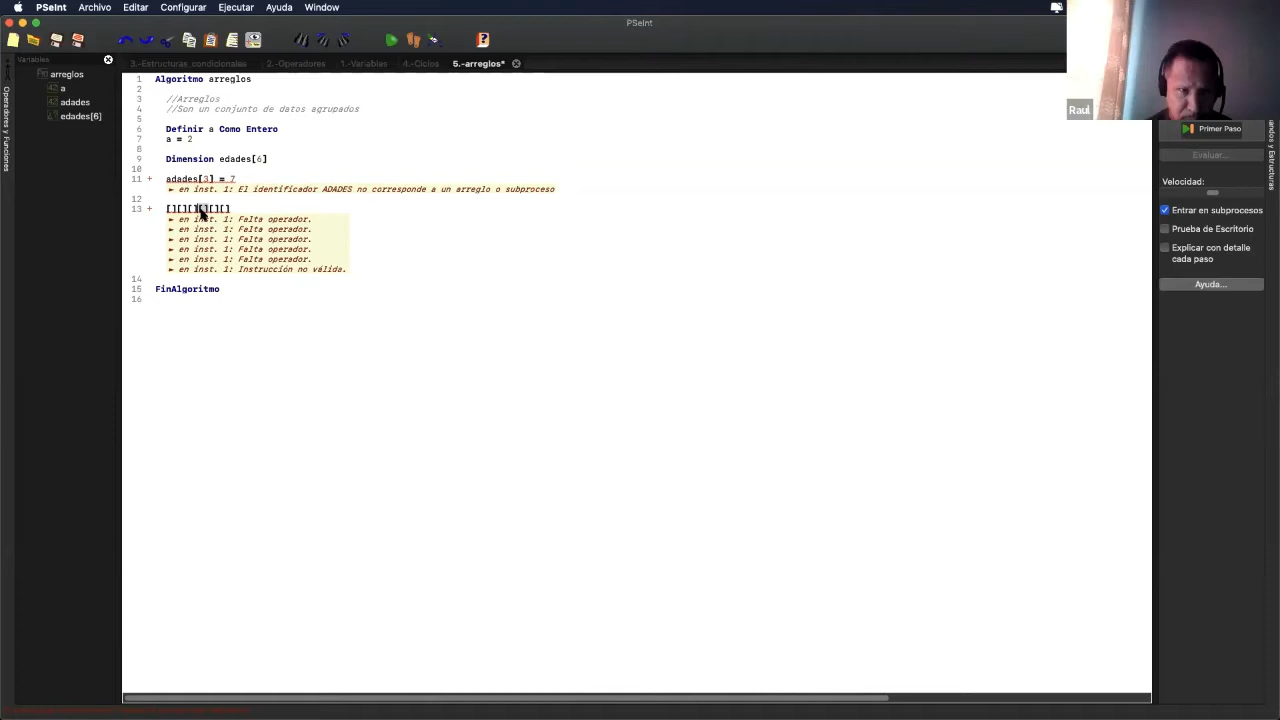 PSeInt Archivo Editar Configurar Ejecutar Ayuda Window
PSeInt
Variables
3.-Estructuras_condicionales 2.-Operadores 1.-Variables 4.-Ciclos 5.-arreglos*
arreglos
a
adades
edades[6]
Operadores y Funciones
1 Algoritmo arreglos
2
3 //Arreglos
4 //Son un conjunto de datos agrupados
5
6 Definir a Como Entero
7 a = 2
8
9 Dimension edades[6]
10
11 + adades[3] = 7
► en inst. 1: El identificador ADADES no corresponde a un arreglo o subproceso
12
13 + [][][][][][]
► en inst. 1: Falta operador.
► en inst. 1: Falta operador.
► en inst. 1: Falta operador.
► en inst. 1: Falta operador.
► en inst. 1: Falta operador.
► en inst. 1: Instrucción no válida.
14
15 FinAlgoritmo
16
Raul
Primer Paso
Evaluar...
Velocidad:
Entrar en subprocesos
Prueba de Escritorio
Explicar con detalle
cada paso
Ayuda...
andos y Estructuras